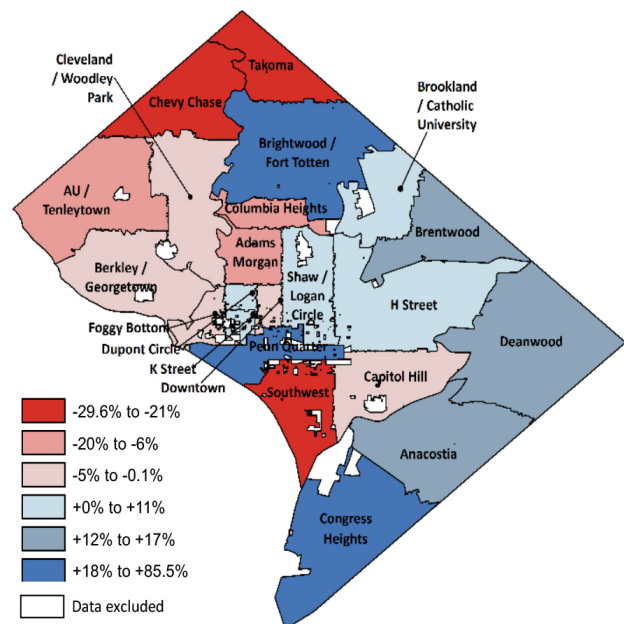 Cleveland
/ Woodley
Park
Takoma
Chevy Chase
Brookland
/ Catholic
University
Brightwood /
Fort Totten
AU /
Tenleytown
Columbia Heights
Brentwood
Adams
Morgan
Berkley /
Georgetown
Shaw /
Logan
Circle
H Street
Foggy Bottom
Dupont Circle
K Street
Downtown
Penn Quarter
Deanwood
Southwest
Capitol Hill
Anacostia
Congress
Heights
-29.6% to -21%
-20% to -6%
-5% to -0.1%
+0% to +11%
+12% to +17%
+18% to +85.5%
Data excluded